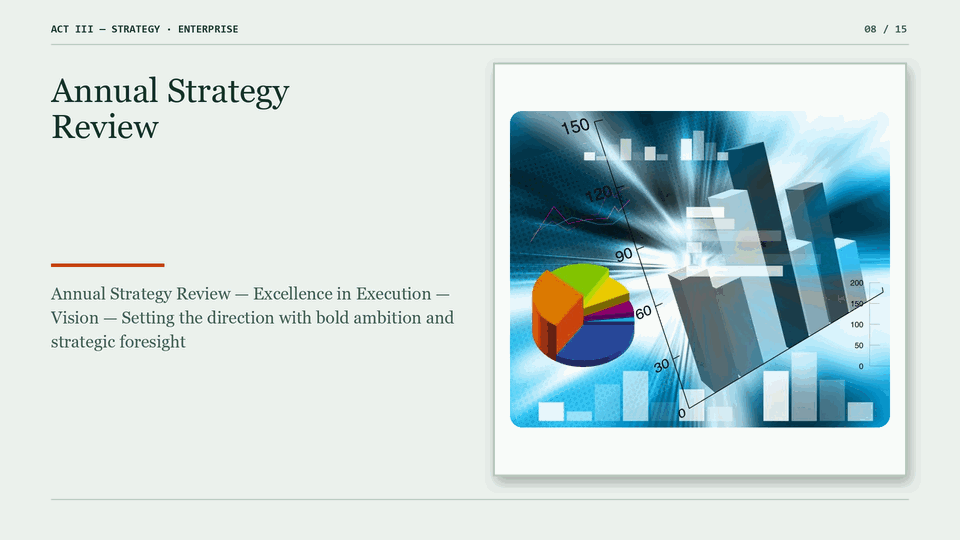 ACT III — STRATEGY · ENTERPRISE
08 / 15
Annual Strategy
Review
Annual Strategy Review — Excellence in Execution —
Vision — Setting the direction with bold ambition and
strategic foresight
150
120
90
60
30
0
200
150
100
50
0